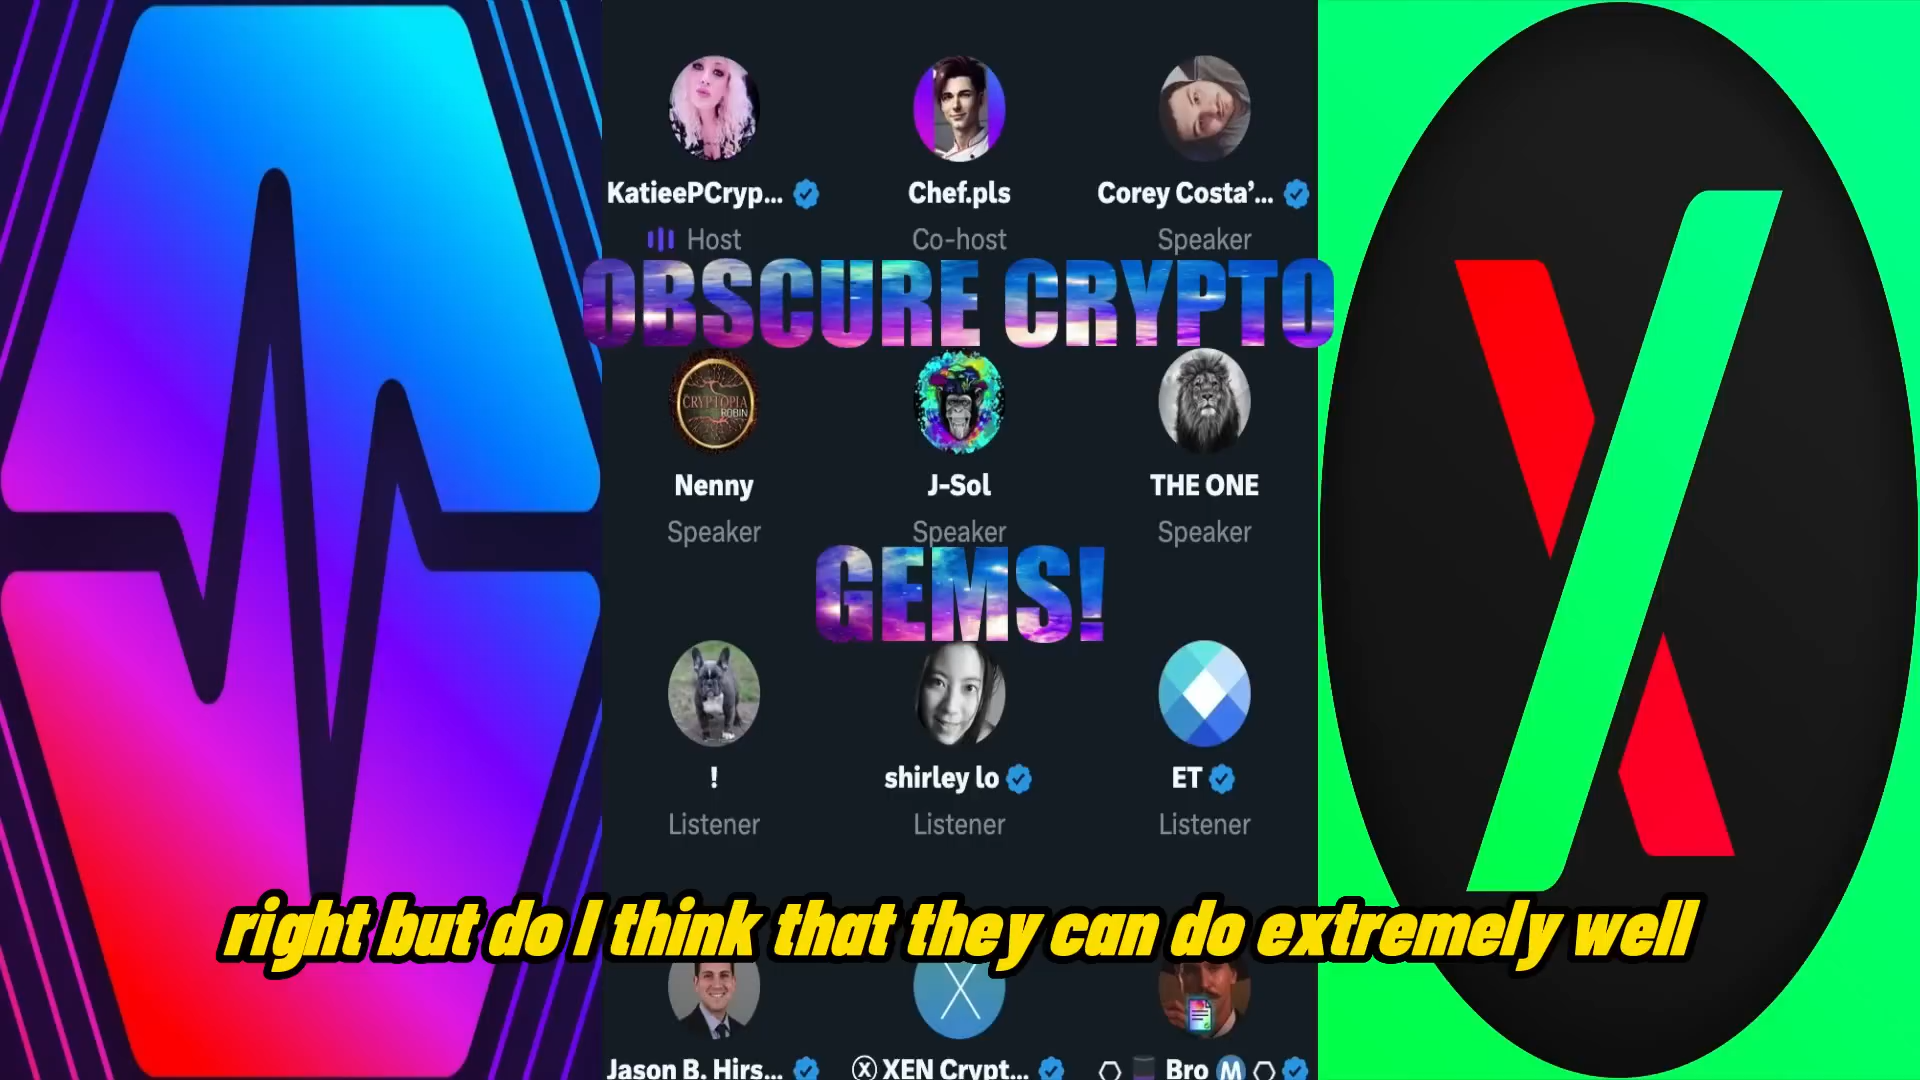 KatieePCryp... Chef.pls Corey Costa’...
Host Co-host Speaker
OBSCURE CRYPTO
CRYPTOPIA
ROBIN
Nenny J-Sol THE ONE
Speaker Speaker Speaker
GEMS!
! shirley lo ET
Listener Listener Listener
right but do I think that they can do extremely well
Jason B. Hirs... XEN Crypt... Bro M